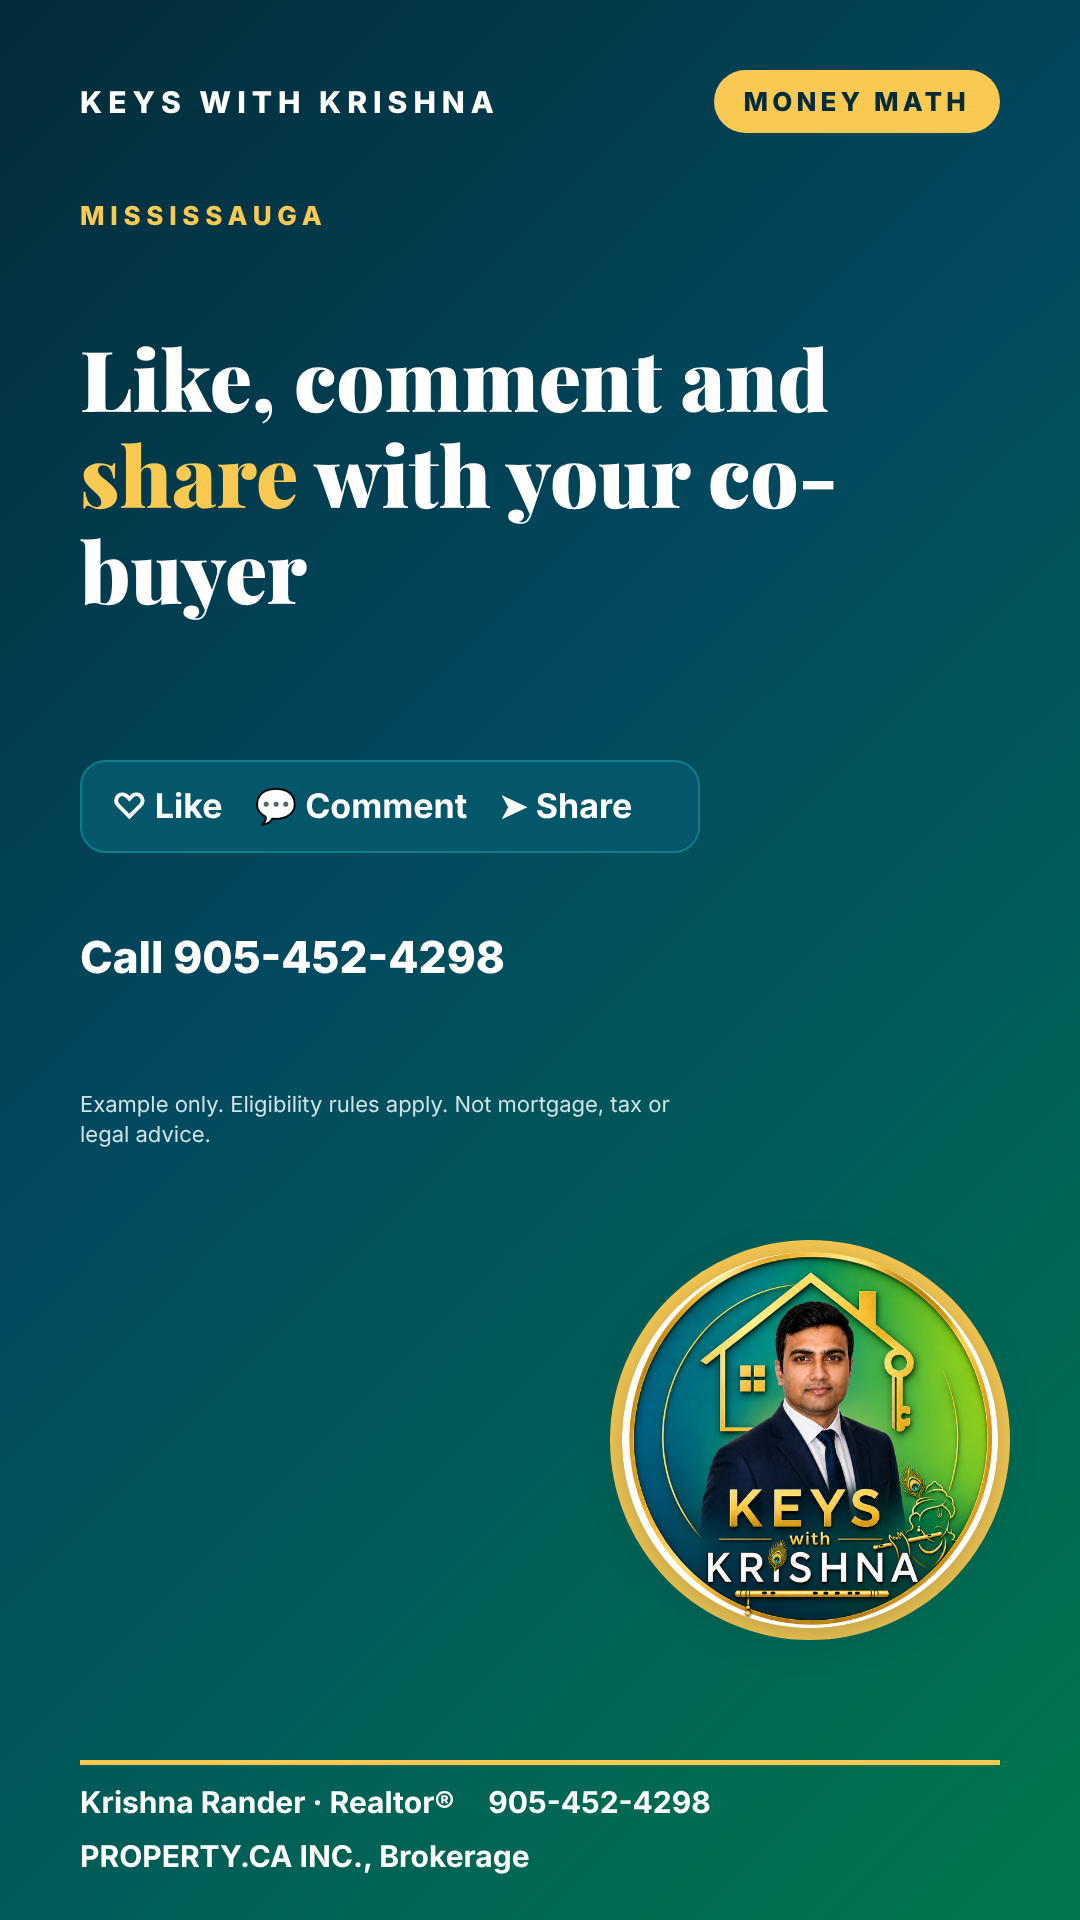 KEYS WITH KRISHNA
MONEY MATH
MISSISSAUGA
Like, comment and
share with your co-
buyer
♡ Like 💬 Comment ➤ Share
Call 905-452-4298
Example only. Eligibility rules apply. Not mortgage, tax or
legal advice.
KEYS
with
KRISHNA
Krishna Rander · Realtor® 905-452-4298
PROPERTY.CA INC., Brokerage